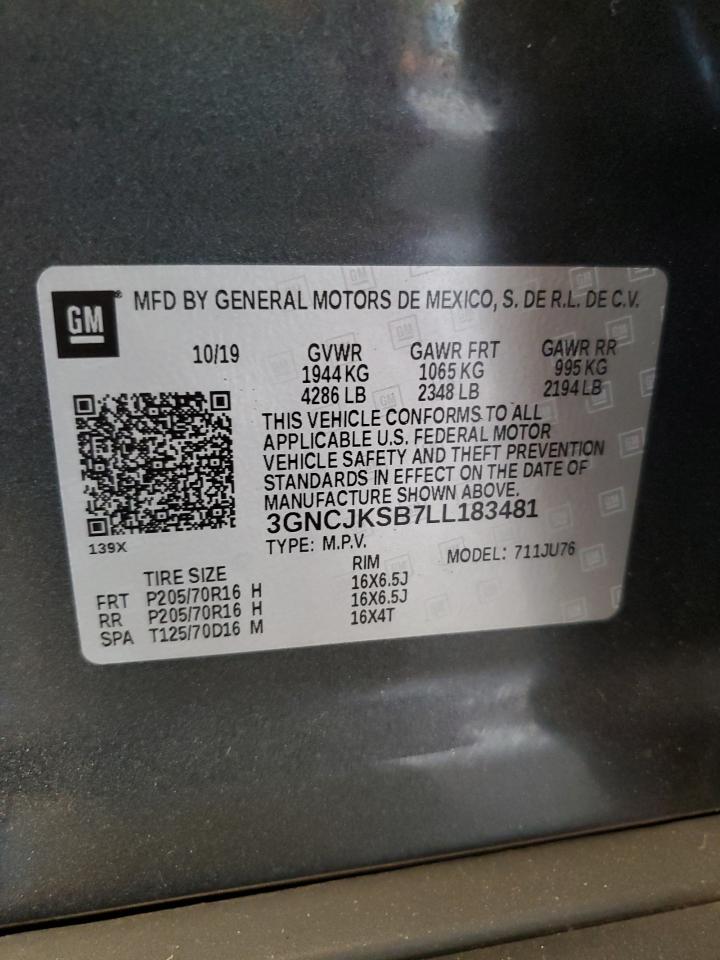 GM MFD BY GENERAL MOTORS DE MEXICO, S. DE R.L. DE C.V.
10/19 GVWR GAWR FRT GAWR RR
1944 KG 1065 KG 995 KG
4286 LB 2348 LB 2194 LB
THIS VEHICLE CONFORMS TO ALL
APPLICABLE U.S. FEDERAL MOTOR
VEHICLE SAFETY AND THEFT PREVENTION
STANDARDS IN EFFECT ON THE DATE OF
MANUFACTURE SHOWN ABOVE.
3GNCJKSB7LL183481
139X TYPE: M.P.V. MODEL: 711JU76
TIRE SIZE RIM
FRT P205/70R16 H 16X6.5J
RR P205/70R16 H 16X6.5J
SPA T125/70D16 M 16X4T